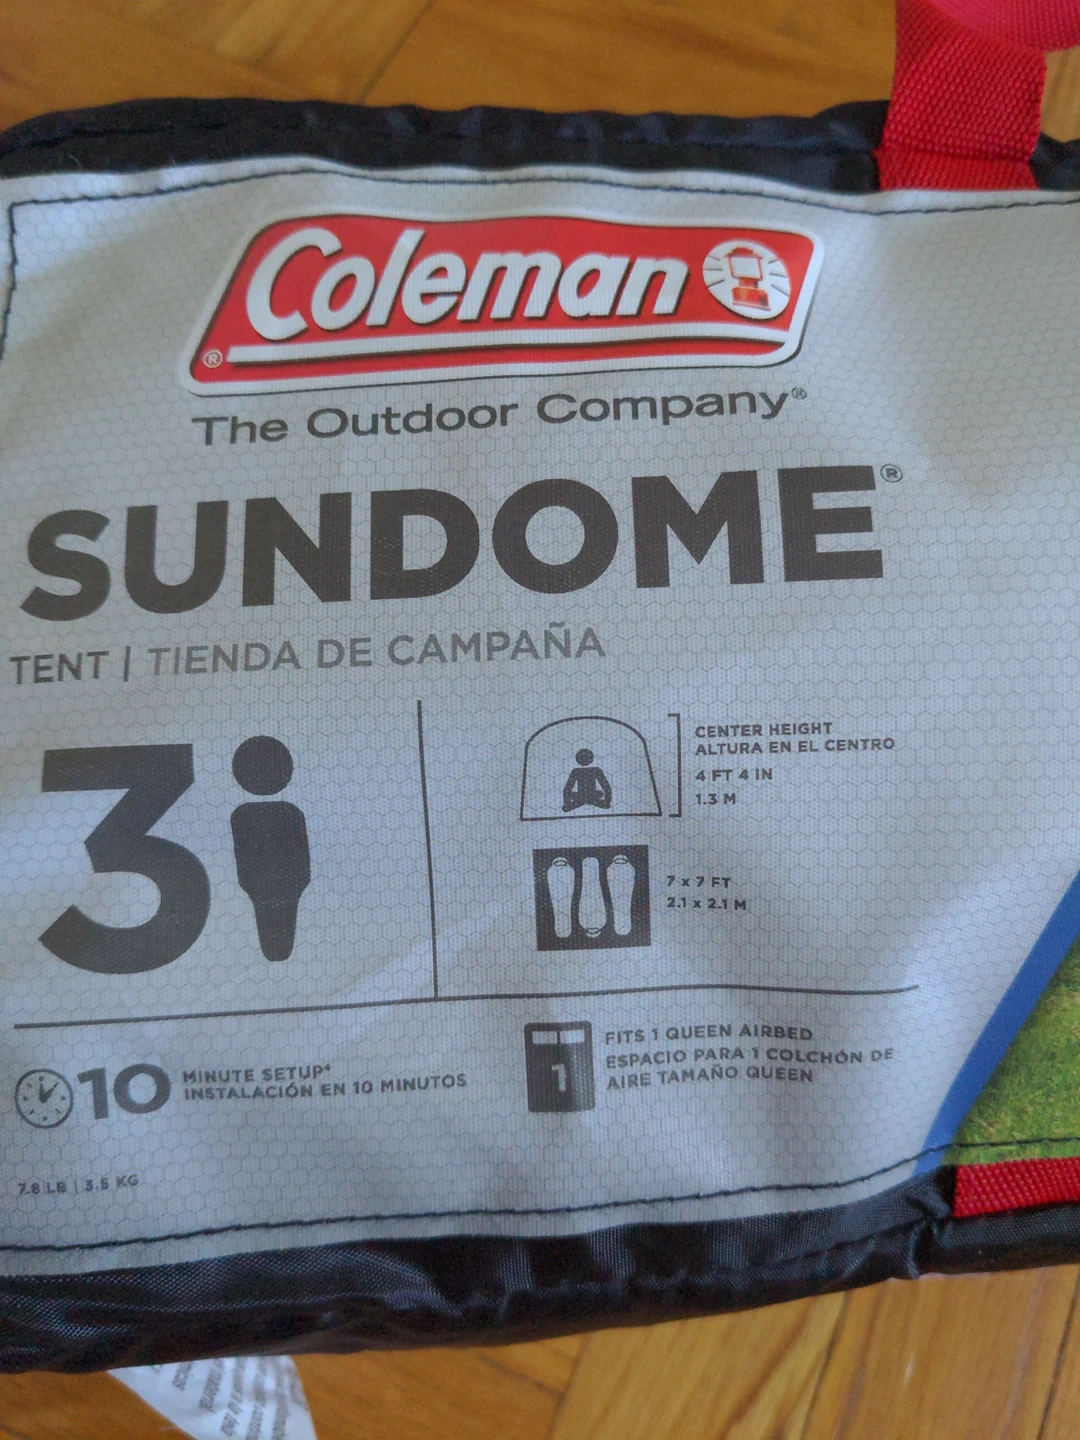 Coleman
®
The Outdoor Company®
SUNDOME®
TENT | TIENDA DE CAMPAÑA
3
CENTER HEIGHT
ALTURA EN EL CENTRO
4 FT 4 IN
1.3 M
7 x 7 FT
2.1 x 2.1 M
10 MINUTE SETUP*
INSTALACIÓN EN 10 MINUTOS
1
FITS 1 QUEEN AIRBED
ESPACIO PARA 1 COLCHÓN DE
AIRE TAMAÑO QUEEN
7.8 LB | 3.5 KG